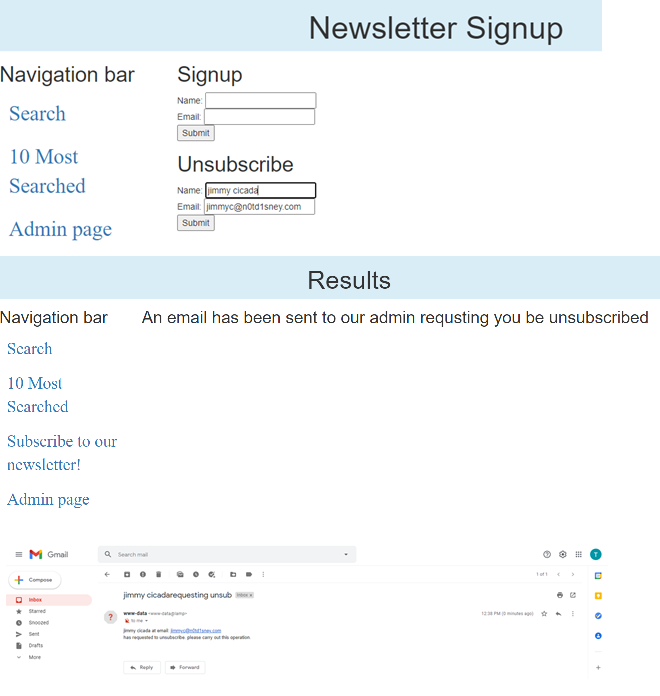 Newsletter Signup
Navigation bar
Search
10 Most
Searched
Admin page
Signup
Name:
Email:
Submit
Unsubscribe
Name: jimmy cicada
Email: jimmyc@n0td1sney.com
Submit
Results
Navigation bar
Search
10 Most
Searched
Subscribe to our
newsletter!
Admin page
An email has been sent to our admin requsting you be unsubscribed
Gmail
Search mail
T
Compose
Inbox
Starred
Snoozed
Sent
Drafts
More
1 of 1
jimmy cicadarequesting unsub Inbox
www-data <www-data@lamp> 12:39 PM (0 minutes ago)
to me
jimmy cicada at email: jimmyc@n0td1sney.com
has requested to unsubscribe. please carry out this operation.
Reply
Forward